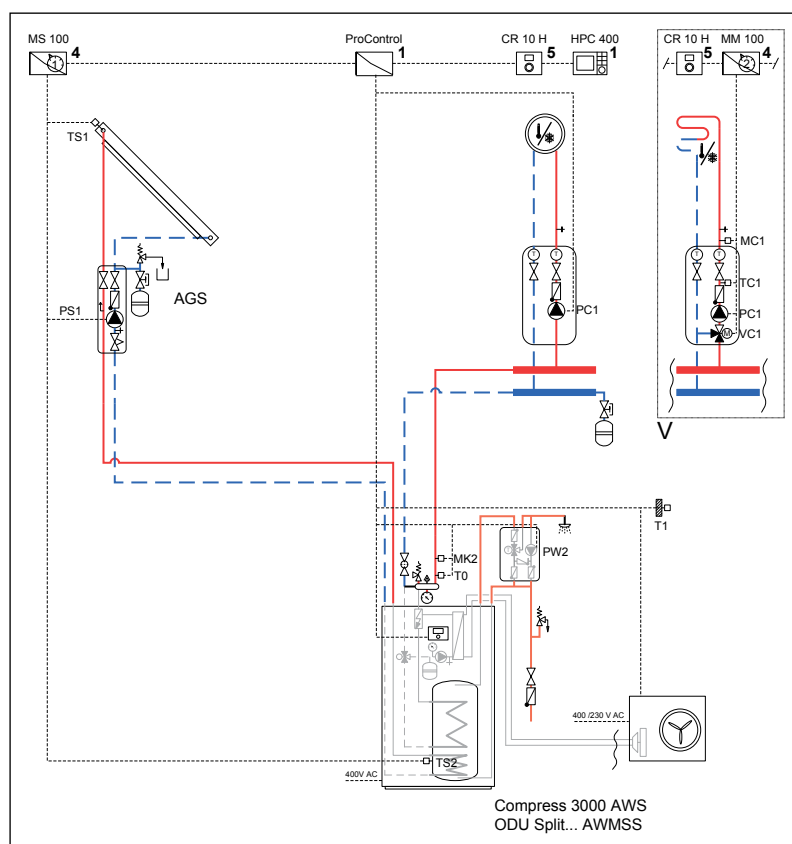 MS 100
4
ProControl
1
CR 10 H
5
HPC 400
1
CR 10 H
5
MM 100
4
1
2
TS1
T
T
T
T
MC1
TC1
PS1
AGS
PC1
PC1
M
VC1
V
T1
PW2
MK2
T0
400 /230 V AC
TS2
400V AC
Compress 3000 AWS
ODU Split... AWMSS